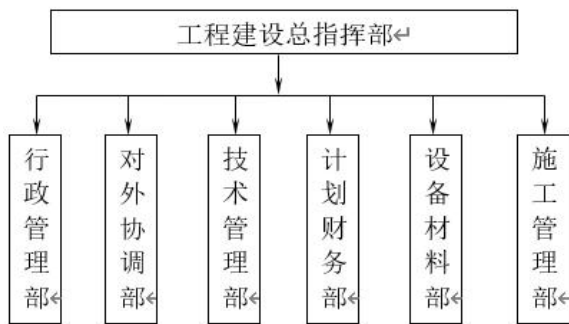 工程建设总指挥部↵
行政管理部↵
对外协调部↵
技术管理部↵
计划财务部↵
设备材料部↵
施工管理部↵